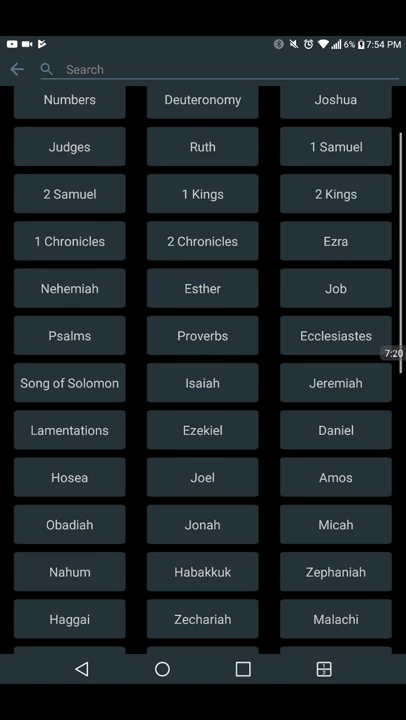 6% 7:54 PM
Search
Numbers Deuteronomy Joshua
Judges Ruth 1 Samuel
2 Samuel 1 Kings 2 Kings
1 Chronicles 2 Chronicles Ezra
Nehemiah Esther Job
Psalms Proverbs Ecclesiastes
7:20
Song of Solomon Isaiah Jeremiah
Lamentations Ezekiel Daniel
Hosea Joel Amos
Obadiah Jonah Micah
Nahum Habakkuk Zephaniah
Haggai Zechariah Malachi